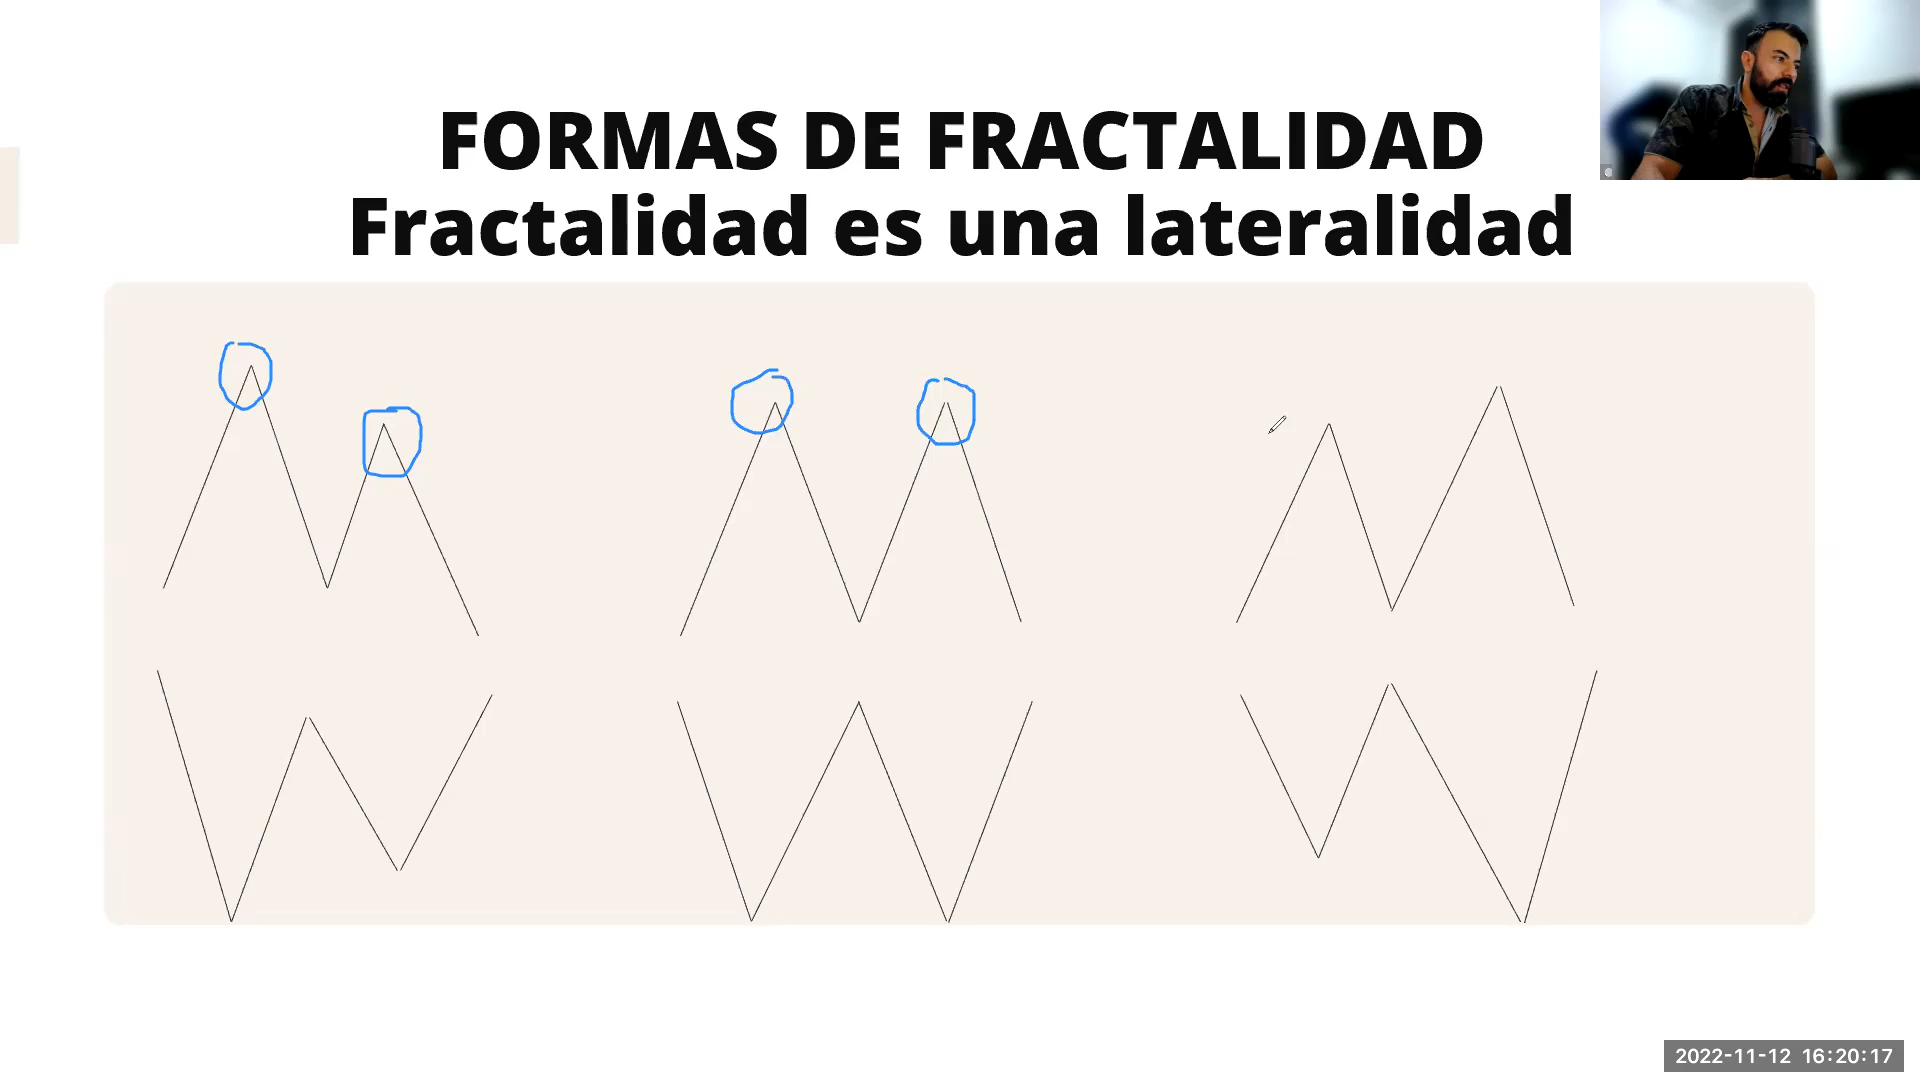 FORMAS DE FRACTALIDAD
Fractalidad es una lateralidad
2022-11-12 16:20:17